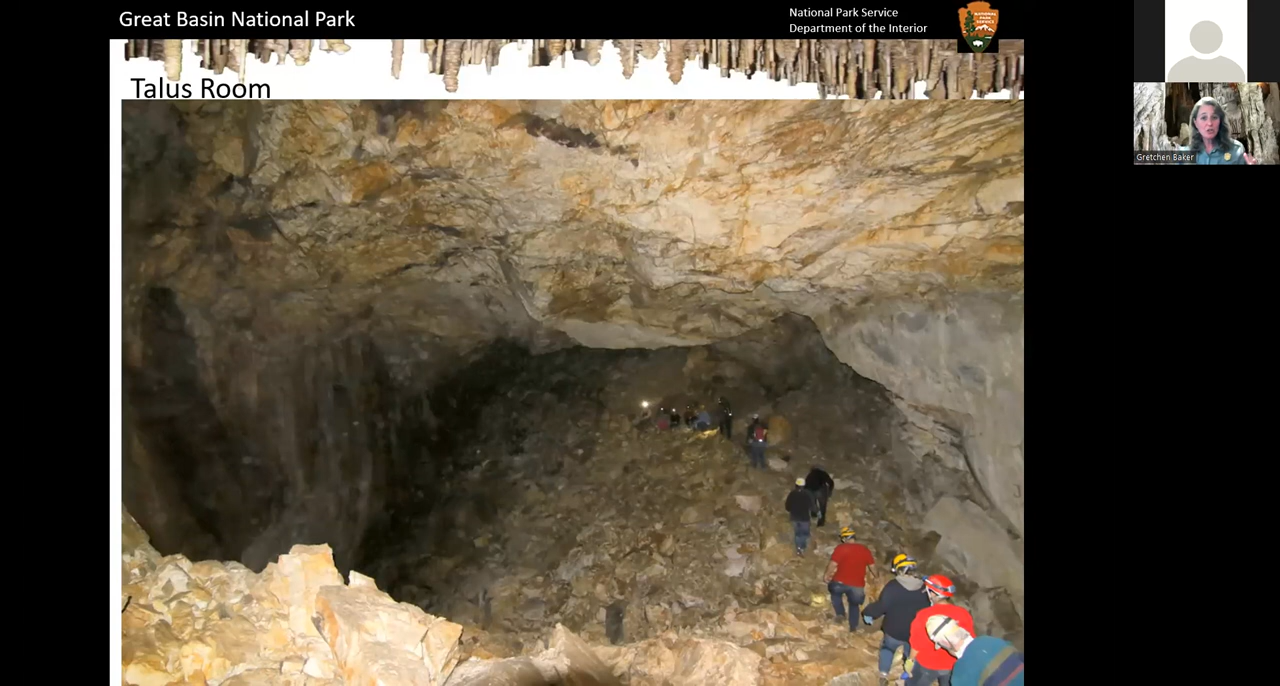 Great Basin National Park
National Park Service
Department of the Interior
Talus Room
Gretchen Baker